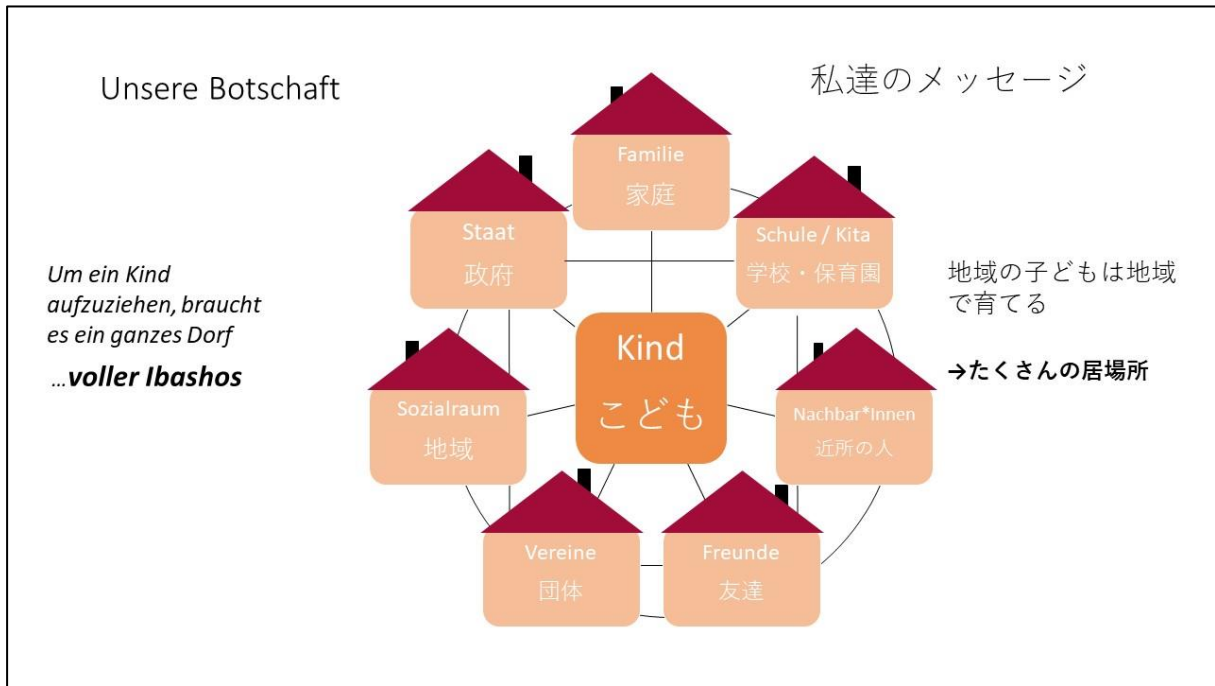 Unsere Botschaft
私達のメッセージ
Familie
家庭
Staat
政府
Schule / Kita
学校・保育園
Um ein Kind
aufzuziehen, braucht
es ein ganzes Dorf
...voller Ibashos
Kind
こども
地域の子どもは地域
で育てる
→たくさんの居場所
Sozialraum
地域
Nachbar*Innen
近所の人
Vereine
団体
Freunde
友達